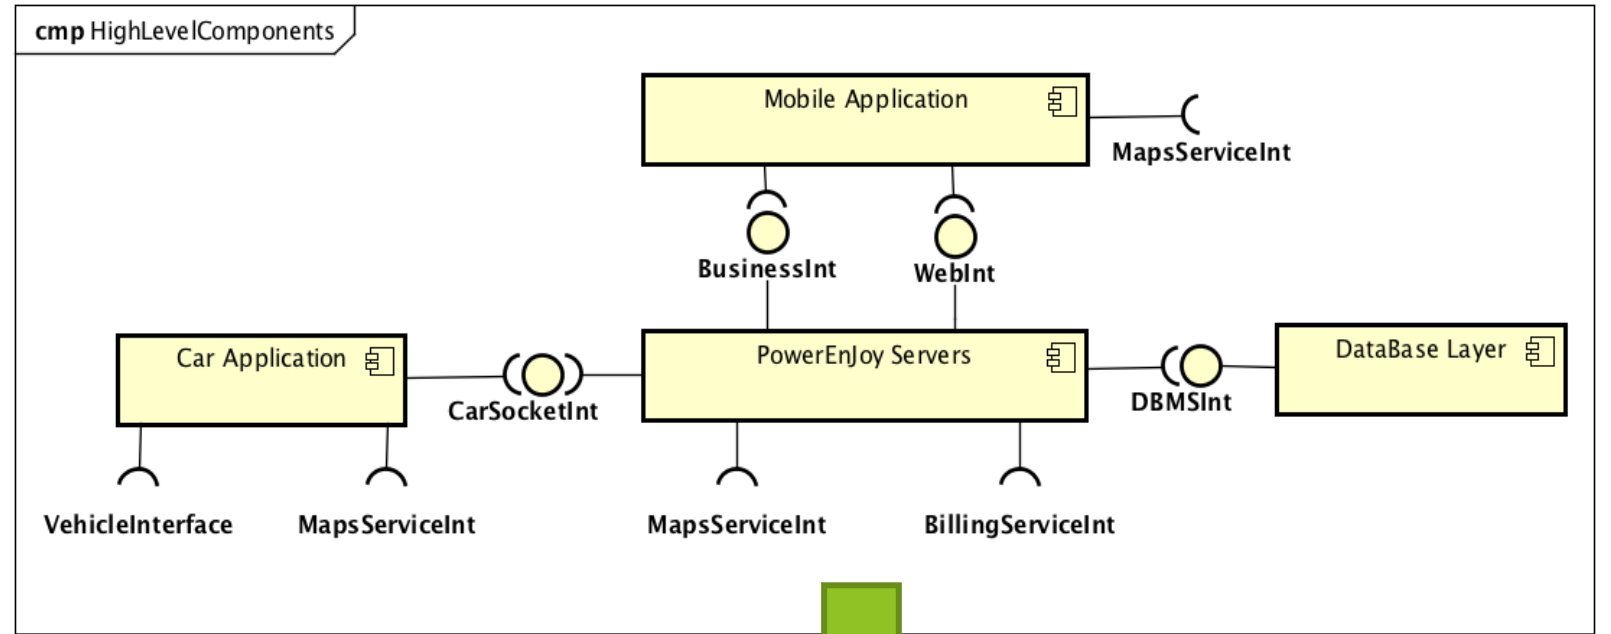 cmp HighLevelComponents
Mobile Application
MapsServiceInt
BusinessInt
WebInt
Car Application
PowerEnJoy Servers
DataBase Layer
CarSocketInt
DBMSInt
VehicleInterface
MapsServiceInt
MapsServiceInt
BillingServiceInt